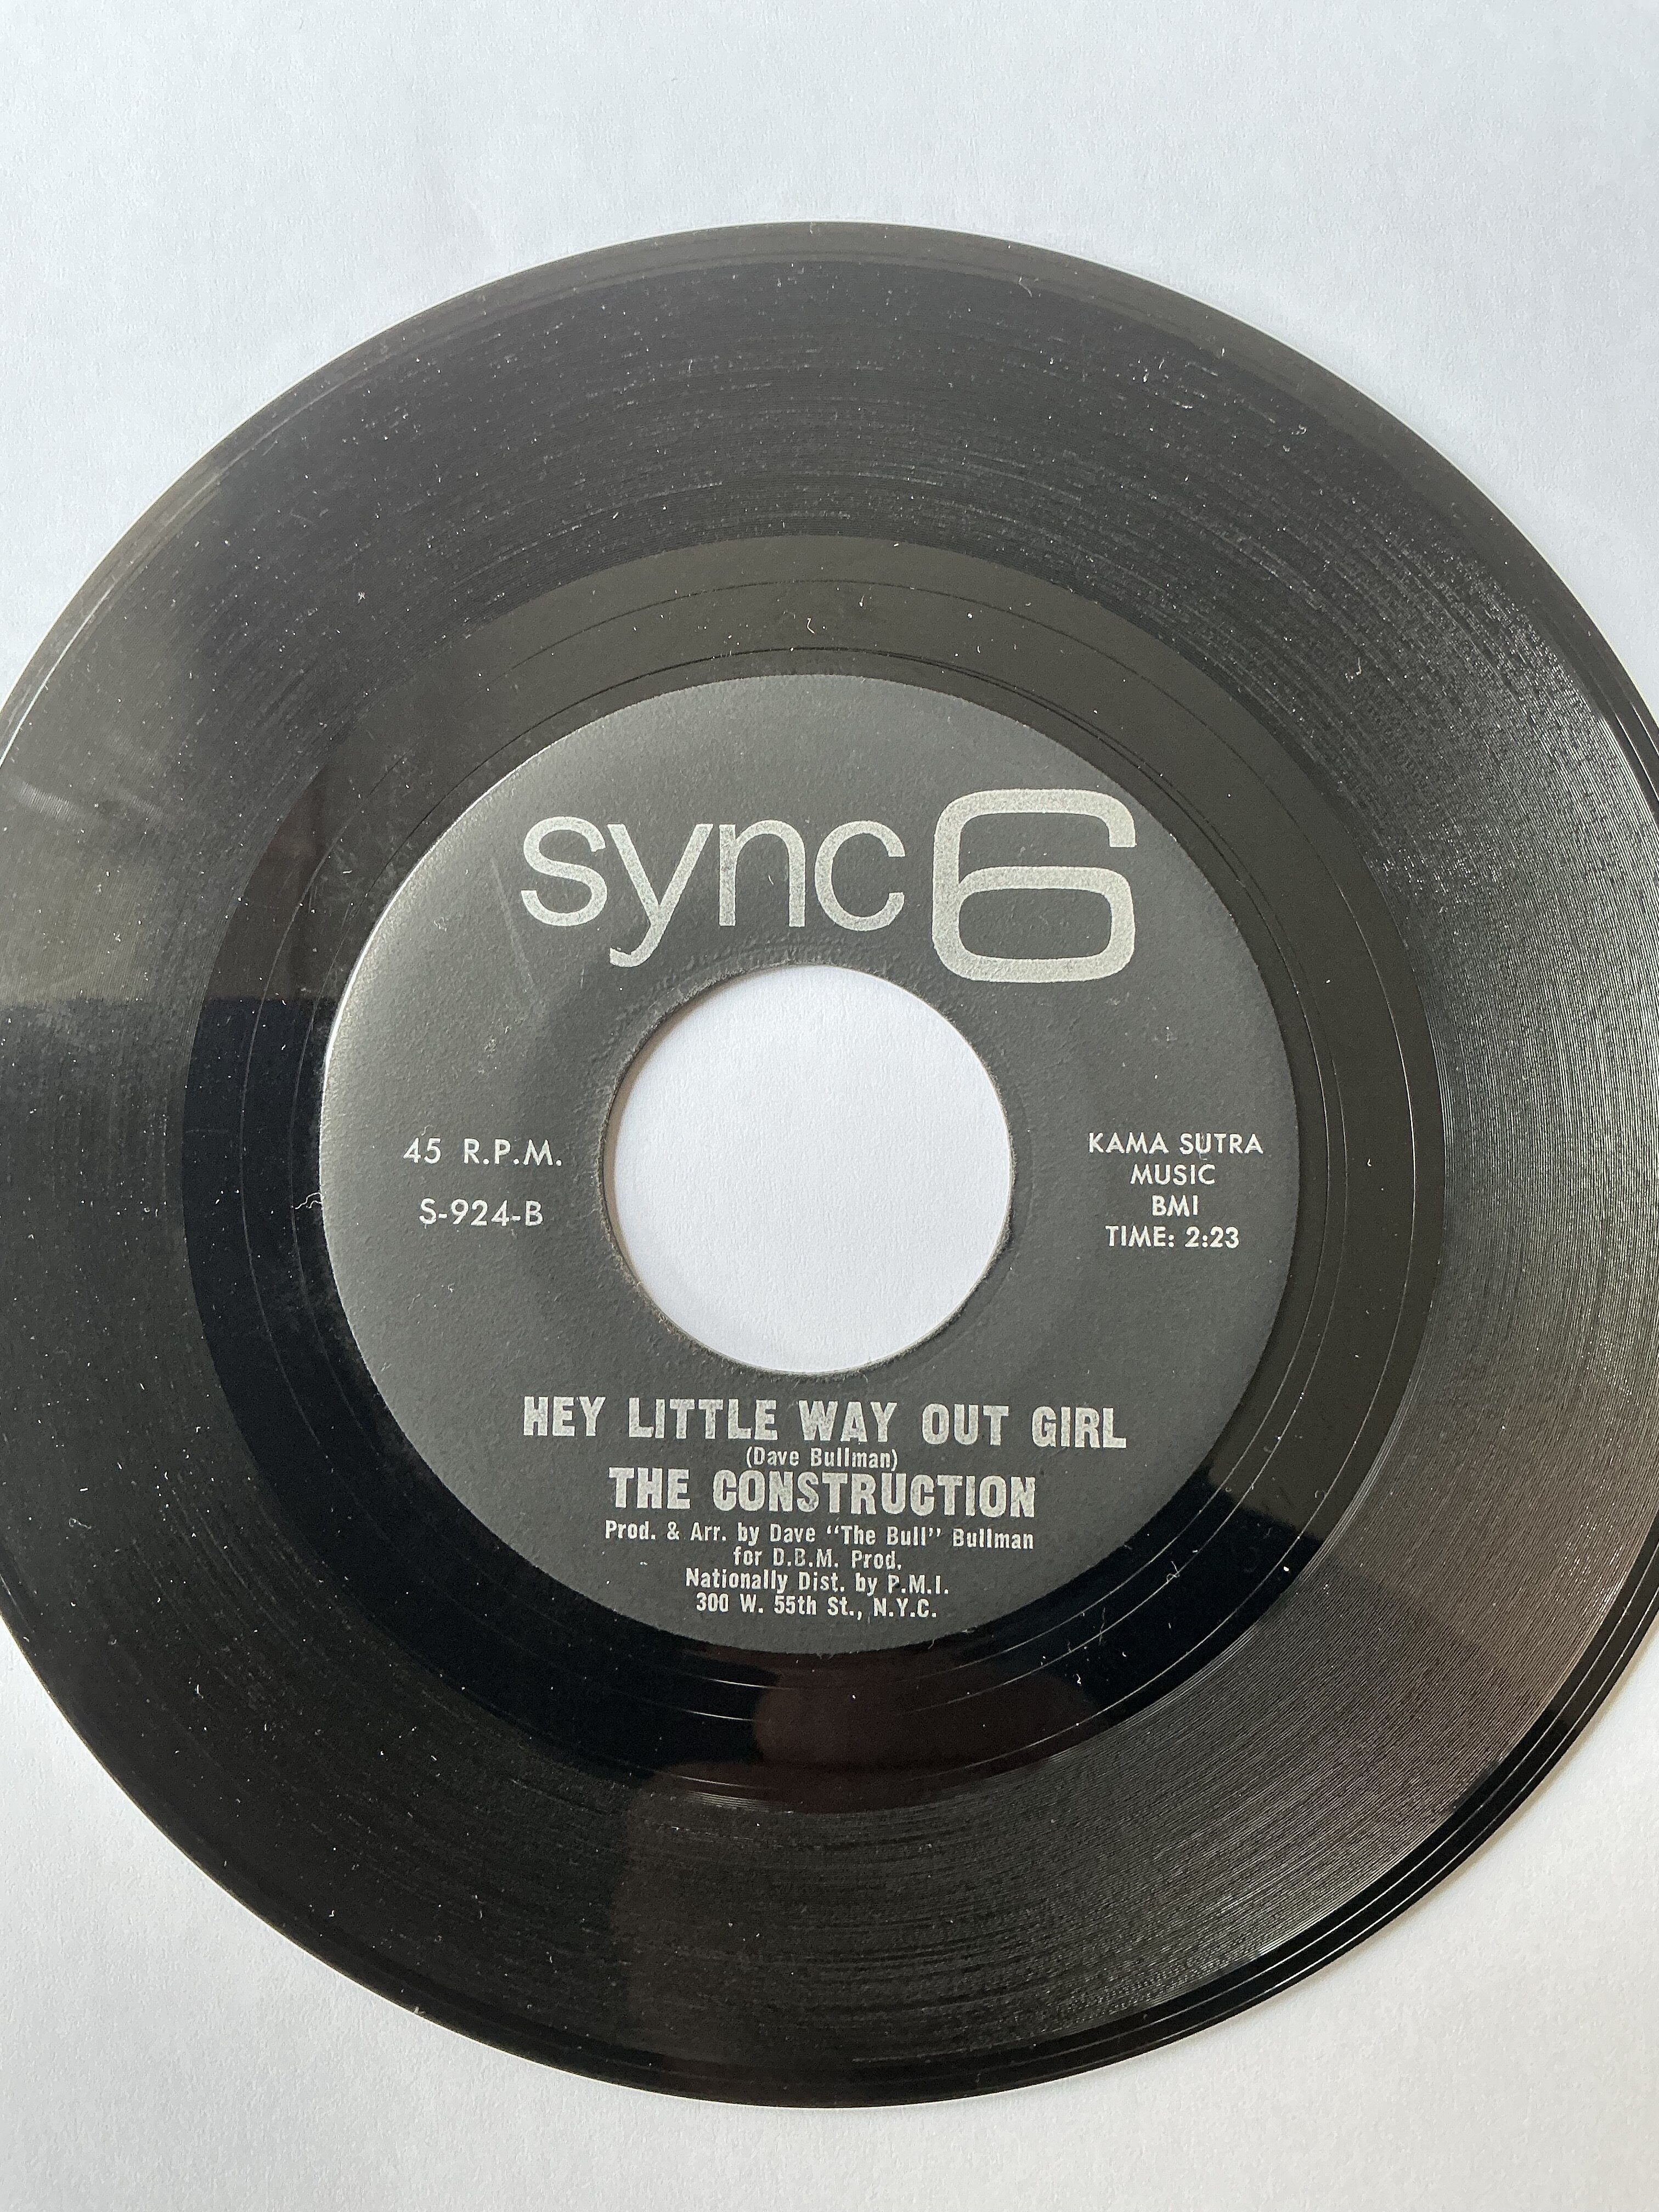 sync6
45 R.P.M.
S-924-B
KAMA SUTRA
MUSIC
BMI
TIME: 2:23
HEY LITTLE WAY OUT GIRL
(Dave Bullman)
THE CONSTRUCTION
Prod. & Arr. by Dave "The Bull" Bullman
for D.B.M. Prod.
Nationally Dist. by P.M.I.
300 W. 55th St., N.Y.C.